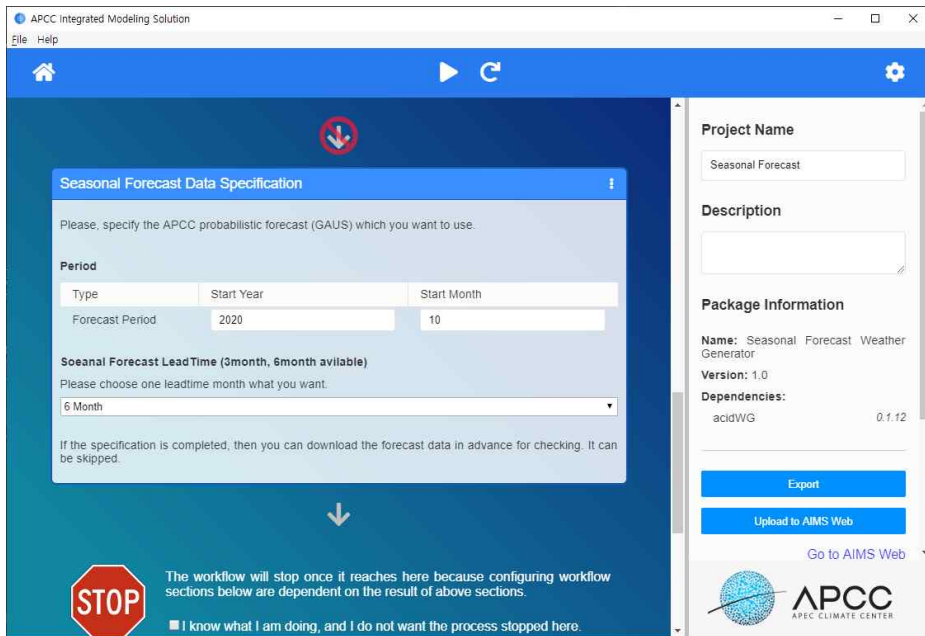 APCC Integrated Modeling Solution
File Help
Seasonal Forecast Data Specification
Please, specify the APCC probabilistic forecast (GAUS) which you want to use.
Period
Type Start Year Start Month
Forecast Period 2020 10
Soeanal Forecast LeadTime (3month, 6month avilable)
Please choose one leadtime month what you want.
6 Month
If the specification is completed, then you can download the forecast data in advance for checking. It can
be skipped.
STOP
The workflow will stop once it reaches here because configuring workflow
sections below are dependent on the result of above sections.
I know what I am doing, and I do not want the process stopped here.
Project Name
Seasonal Forecast
Description
Package Information
Name: Seasonal Forecast Weather
Generator
Version: 1.0
Dependencies:
acidWG 0.1.12
Export
Upload to AIMS Web
Go to AIMS Web
APCC
APEC CLIMATE CENTER